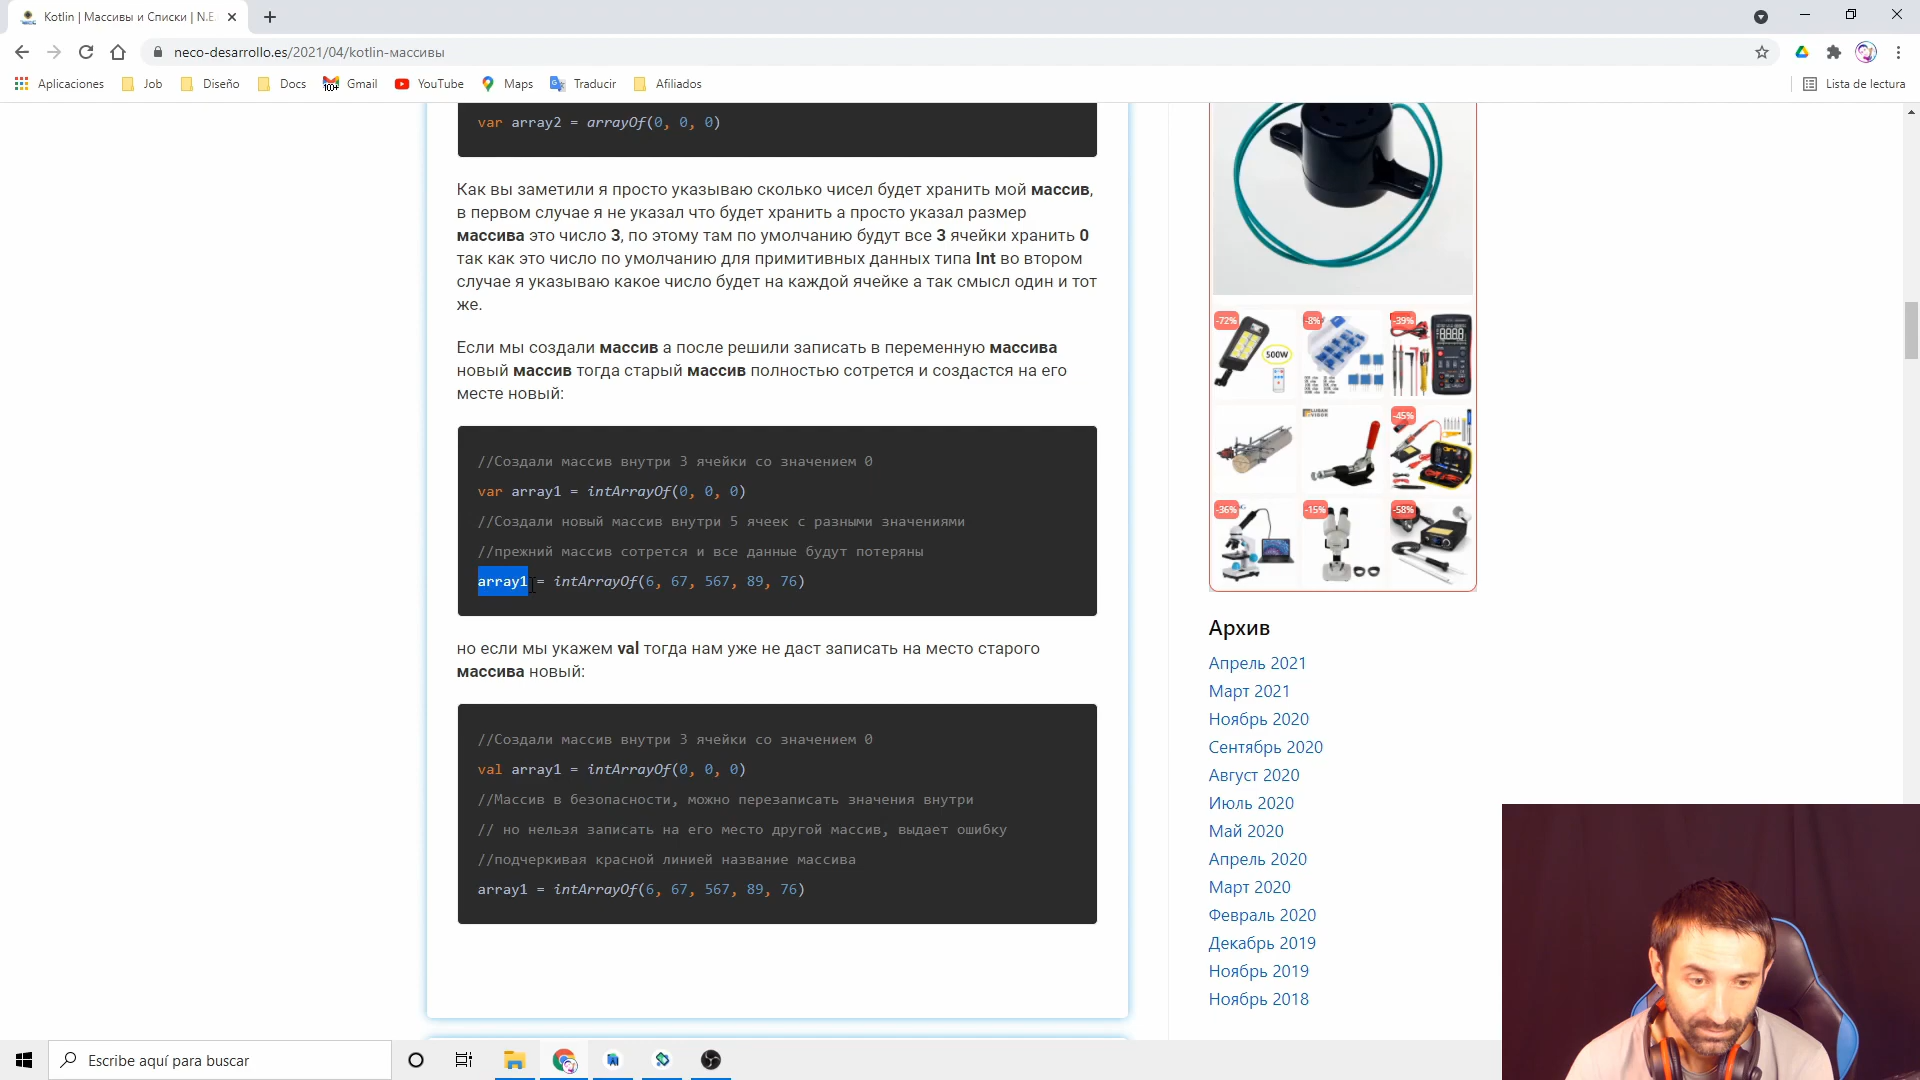 Kotlin | Массивы и Списки | N.E.
neco-desarrollo.es/2021/04/kotlin-массивы
Aplicaciones
Job
Diseño
Docs
Gmail
YouTube
Maps
Traducir
Afiliados
Lista de lectura
var array2 = arrayOf(0, 0, 0)
Как вы заметили я просто указываю сколько чисел будет хранить мой массив,
в первом случае я не указал что будет хранить а просто указал размер
массива это число 3, по этому там по умолчанию будут все 3 ячейки хранить 0
так как это число по умолчанию для примитивных данных типа Int во втором
случае я указываю какое число будет на каждой ячейке а так смысл один и тот
же.
Если мы создали массив а после решили записать в переменную массива
новый массив тогда старый массив полностью сотрется и создастся на его
месте новый:
//Создали массив внутри 3 ячейки со значением 0
var array1 = intArrayOf(0, 0, 0)
//Создали новый массив внутри 5 ячеек с разными значениями
//прежний массив сотрется и все данные будут потеряны
array1 = intArrayOf(6, 67, 567, 89, 76)
но если мы укажем val тогда нам уже не даст записать на место старого
массива новый:
//Создали массив внутри 3 ячейки со значением 0
val array1 = intArrayOf(0, 0, 0)
//Массив в безопасности, можно перезаписать значения внутри
// но нельзя записать на его место другой массив, выдает ошибку
//подчеркивая красной линией название массива
array1 = intArrayOf(6, 67, 567, 89, 76)
-72%
-8%
-39%
500W
-45%
-36%
-15%
-58%
Архив
Апрель 2021
Март 2021
Ноябрь 2020
Сентябрь 2020
Август 2020
Июль 2020
Май 2020
Апрель 2020
Март 2020
Февраль 2020
Декабрь 2019
Ноябрь 2019
Ноябрь 2018
Escribe aquí para buscar